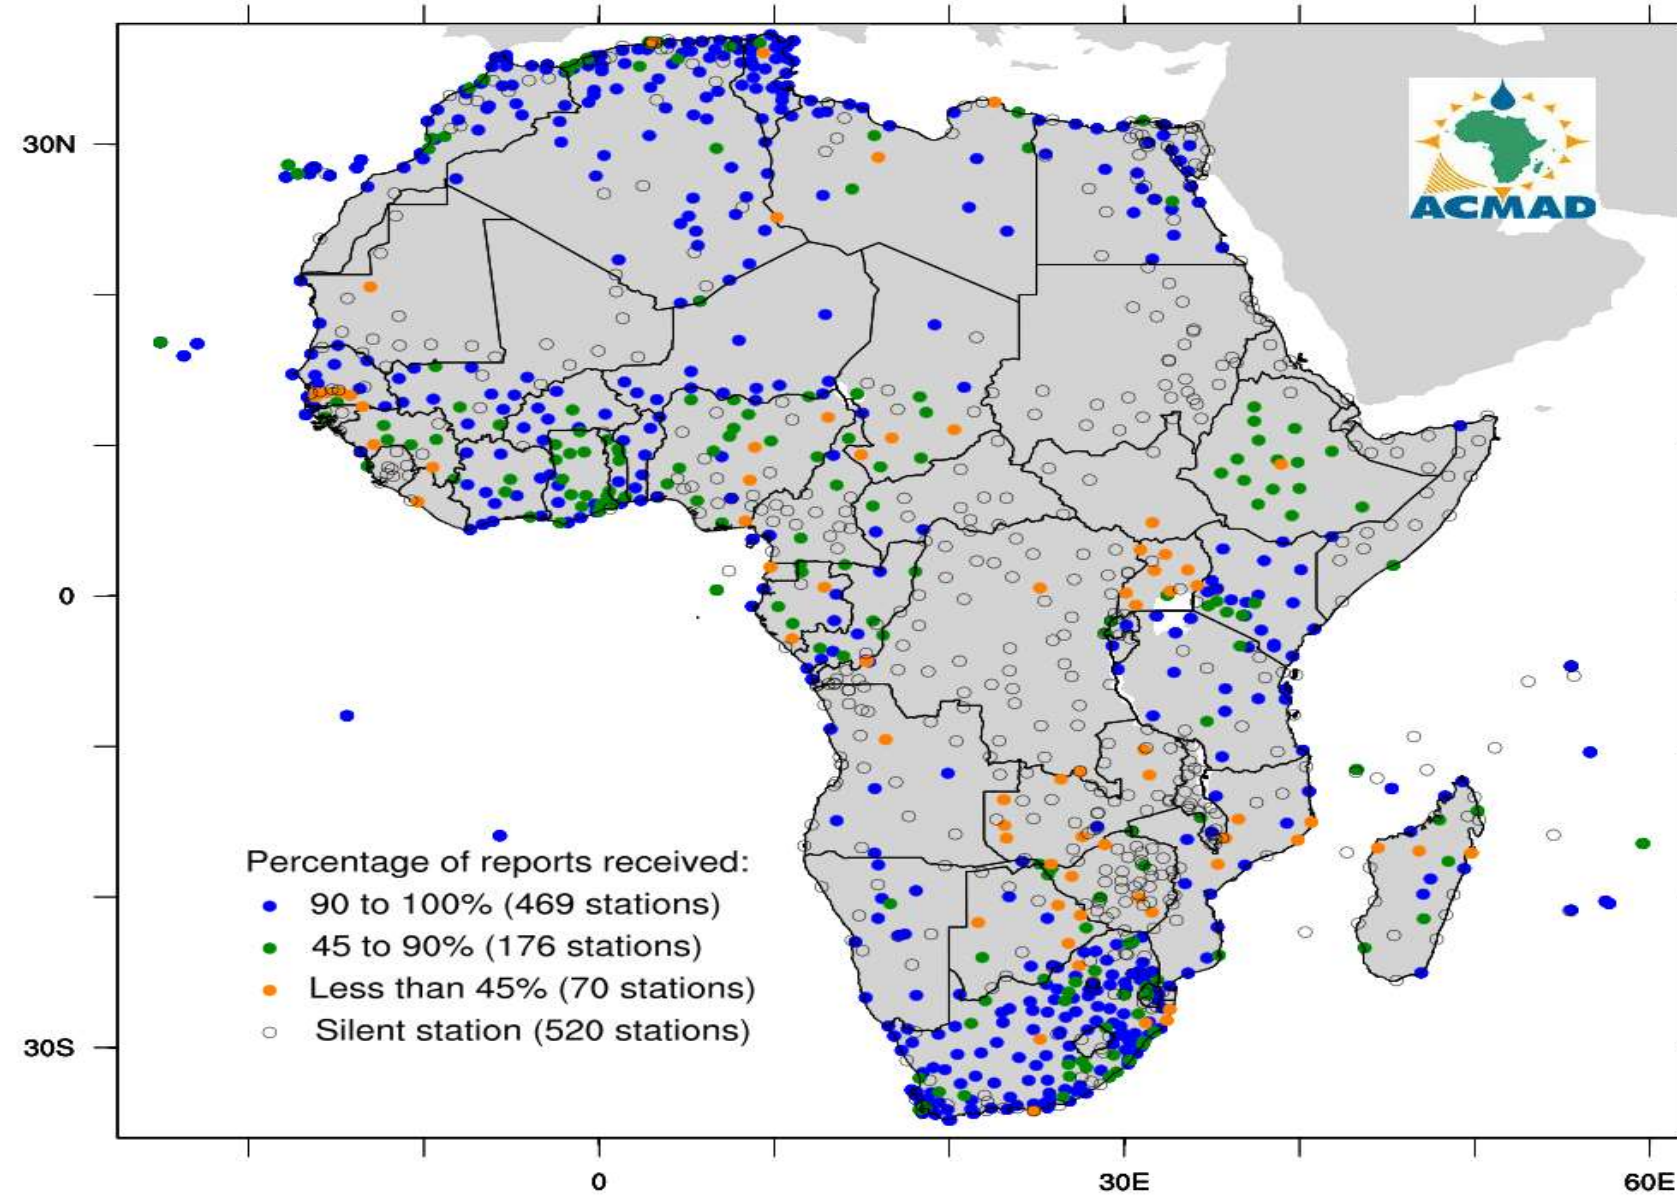 ACMAD
30N
0
30S
Percentage of reports received:
90 to 100% (469 stations)
45 to 90% (176 stations)
Less than 45% (70 stations)
Silent station (520 stations)
0
30E
60E